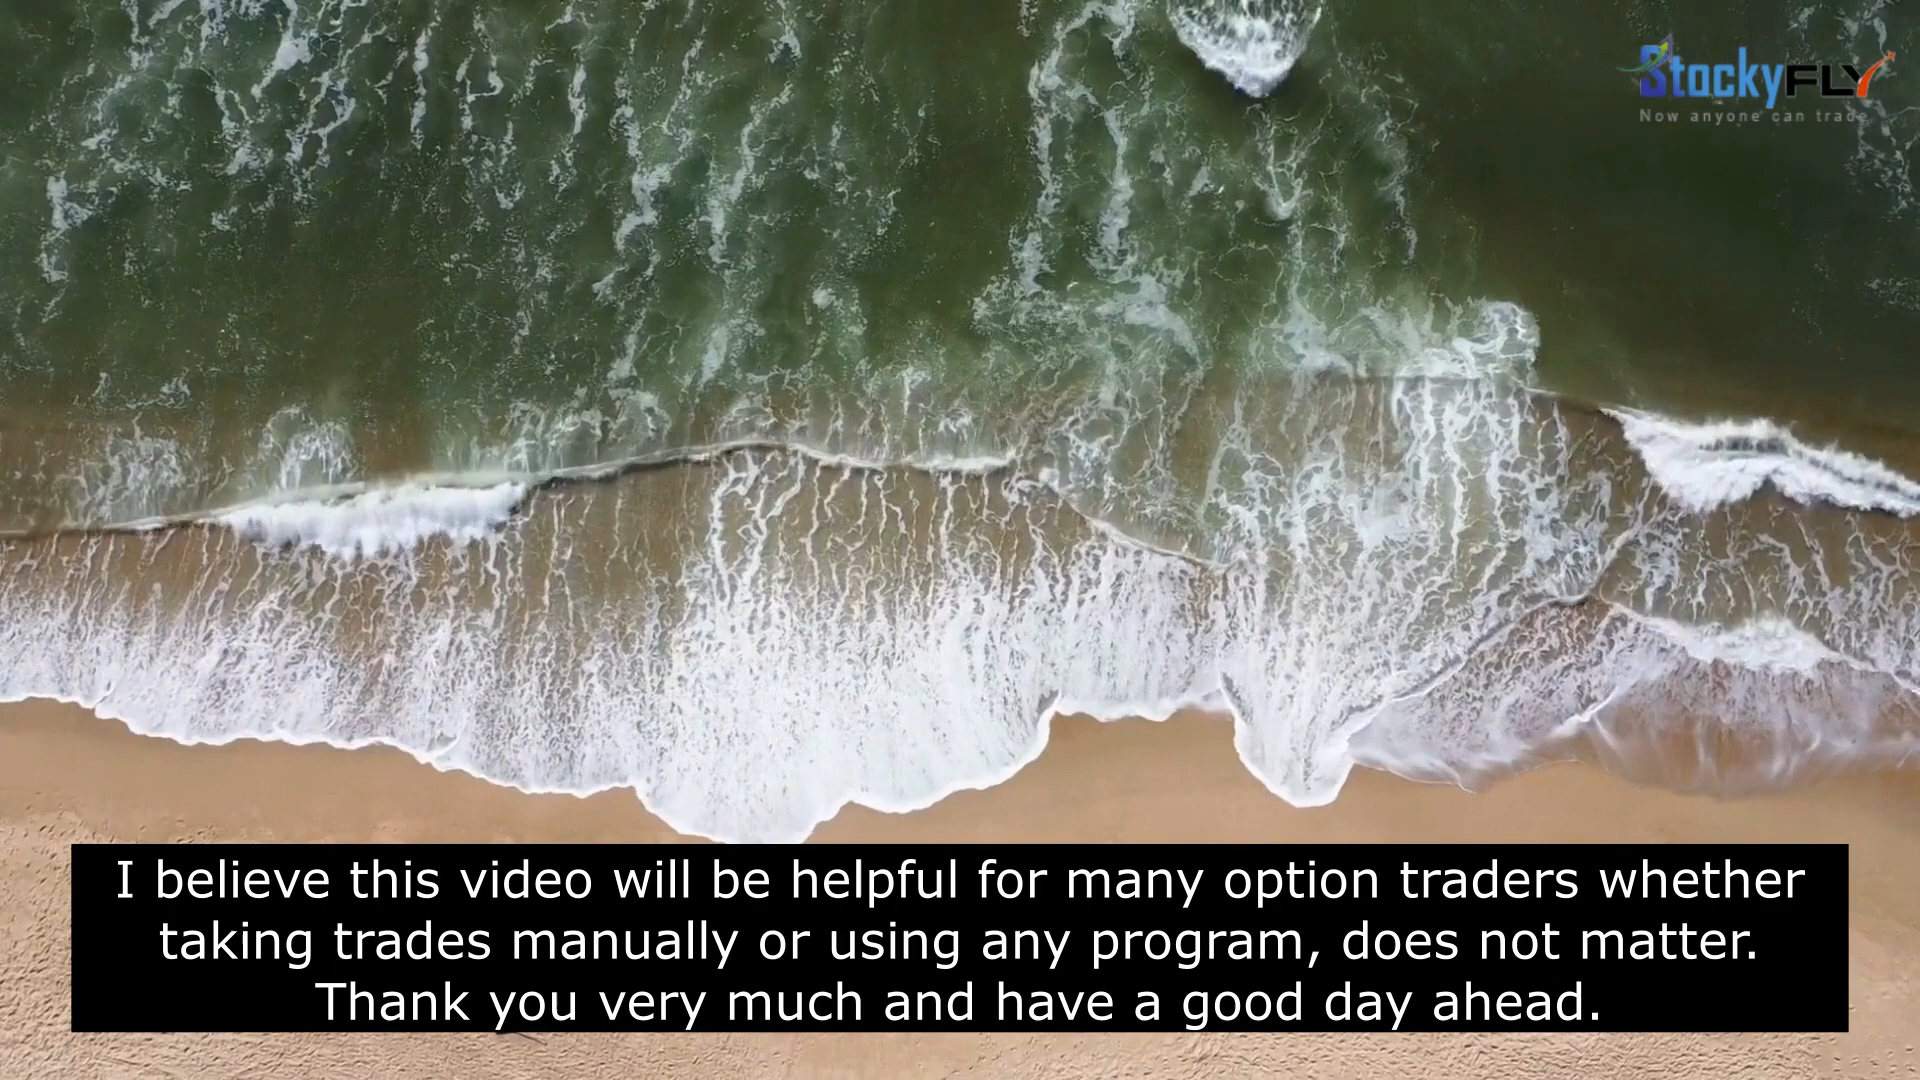 StockyFLY
Now anyone can trade
I believe this video will be helpful for many option traders whether
taking trades manually or using any program, does not matter.
Thank you very much and have a good day ahead.